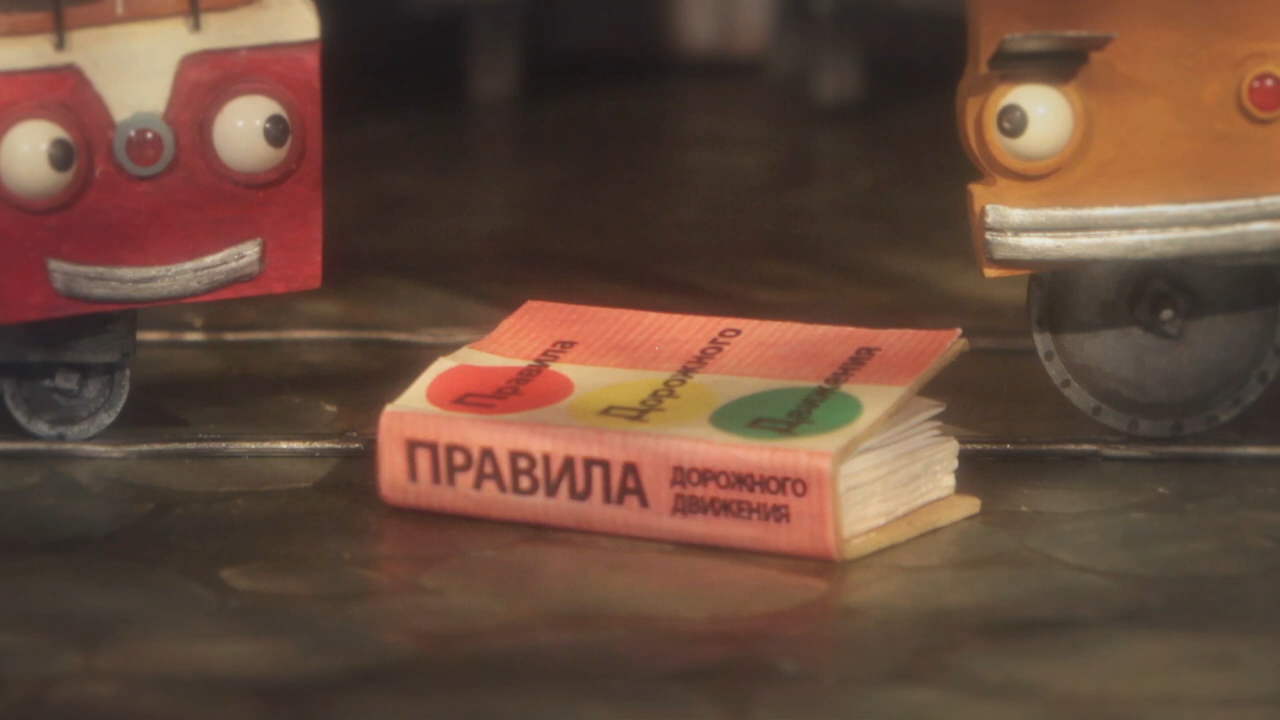 Правила
Дорожного
Движения
ПРАВИЛА
ДОРОЖНОГО
ДВИЖЕНИЯ